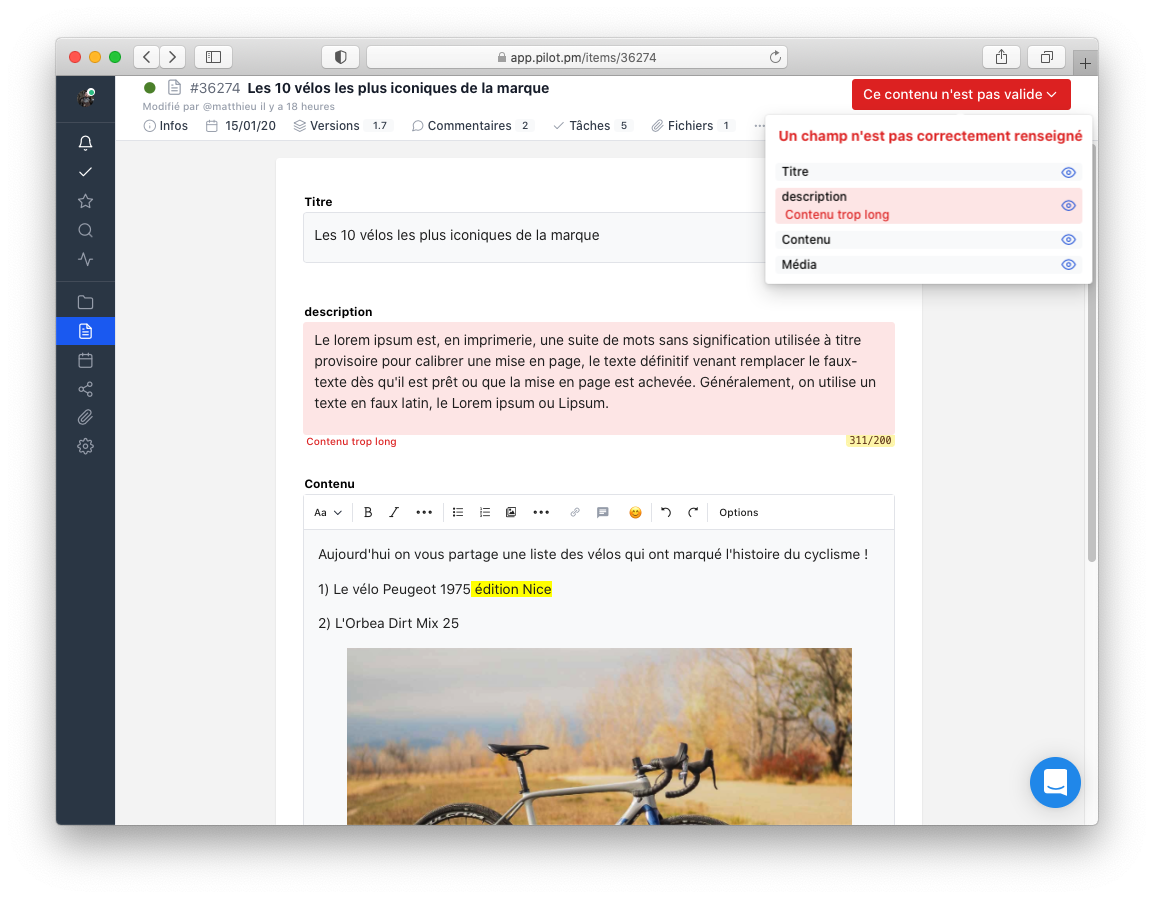 app.pilot.pm/items/36274
#36274 Les 10 vélos les plus iconiques de la marque
Modifié par @matthieu il y a 18 heures
Infos 15/01/20 Versions 1.7 Commentaires 2 Tâches 5 Fichiers 1
Ce contenu n'est pas valide
Un champ n'est pas correctement renseigné
Titre
description
Contenu trop long
Contenu
Média
Titre
Les 10 vélos les plus iconiques de la marque
description
Le lorem ipsum est, en imprimerie, une suite de mots sans signification utilisée à titre
provisoire pour calibrer une mise en page, le texte définitif venant remplacer le faux-
texte dès qu'il est prêt ou que la mise en page est achevée. Généralement, on utilise un
texte en faux latin, le Lorem ipsum ou Lipsum.
Contenu trop long 311/200
Contenu
Aa B I Options
Aujourd'hui on vous partage une liste des vélos qui ont marqué l'histoire du cyclisme !
1) Le vélo Peugeot 1975 édition Nice
2) L'Orbea Dirt Mix 25